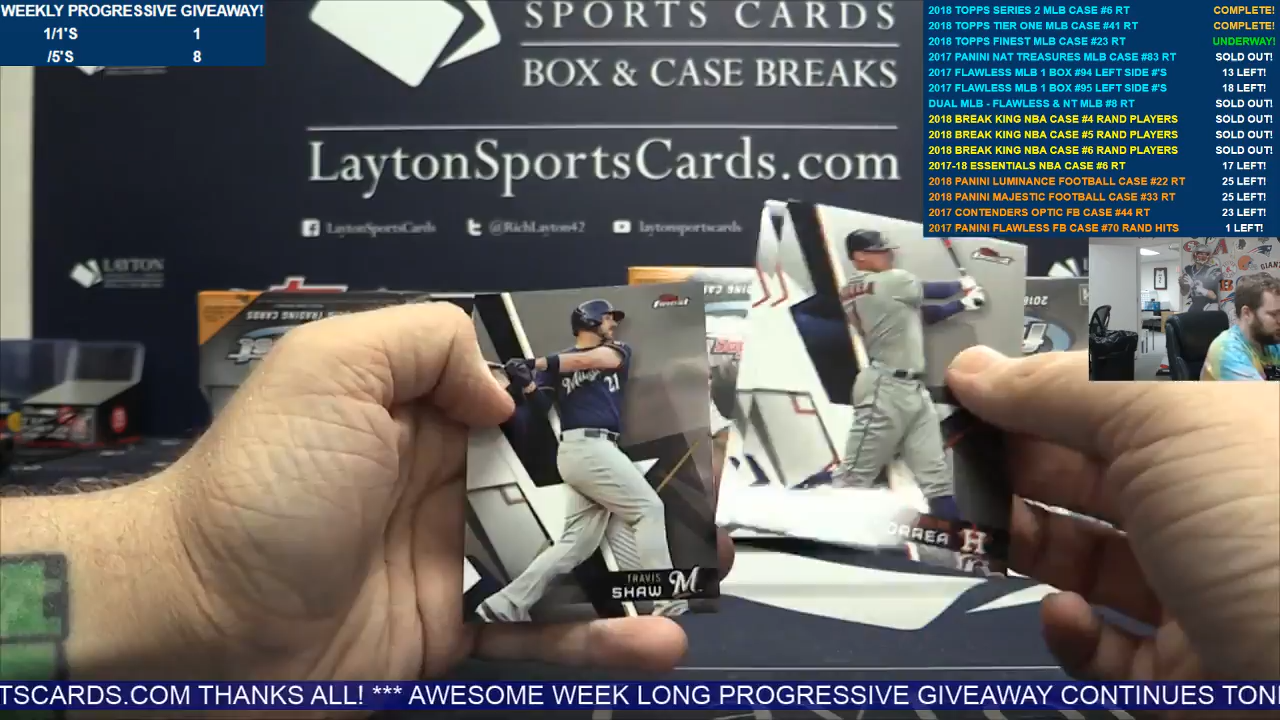 WEEKLY PROGRESSIVE GIVEAWAY!
1/1'S 1
/5'S 8
SPORTS CARDS
BOX & CASE BREAKS
LaytonSportsCards.com
LaytonSportsCards @RichLayton42 laytonsportscards
LAYTON
2018 TOPPS SERIES 2 MLB CASE #6 RT COMPLETE!
2018 TOPPS TIER ONE MLB CASE #41 RT COMPLETE!
2018 TOPPS FINEST MLB CASE #23 RT UNDERWAY!
2017 PANINI NAT TREASURES MLB CASE #83 RT SOLD OUT!
2017 FLAWLESS MLB 1 BOX #94 LEFT SIDE #'S 13 LEFT!
2017 FLAWLESS MLB 1 BOX #95 LEFT SIDE #'S 18 LEFT!
DUAL MLB - FLAWLESS & NT MLB #8 RT SOLD OUT!
2018 BREAK KING NBA CASE #4 RAND PLAYERS SOLD OUT!
2018 BREAK KING NBA CASE #5 RAND PLAYERS SOLD OUT!
2018 BREAK KING NBA CASE #6 RAND PLAYERS SOLD OUT!
2017-18 ESSENTIALS NBA CASE #6 RT 17 LEFT!
2018 PANINI LUMINANCE FOOTBALL CASE #22 RT 25 LEFT!
2018 PANINI MAJESTIC FOOTBALL CASE #33 RT 25 LEFT!
2017 CONTENDERS OPTIC FB CASE #44 RT 23 LEFT!
2017 PANINI FLAWLESS FB CASE #70 RAND HITS 1 LEFT!
finest
21
TRAVIS
SHAW M
ORREA H
TSCARDS.COM THANKS ALL! *** AWESOME WEEK LONG PROGRESSIVE GIVEAWAY CONTINUES TON